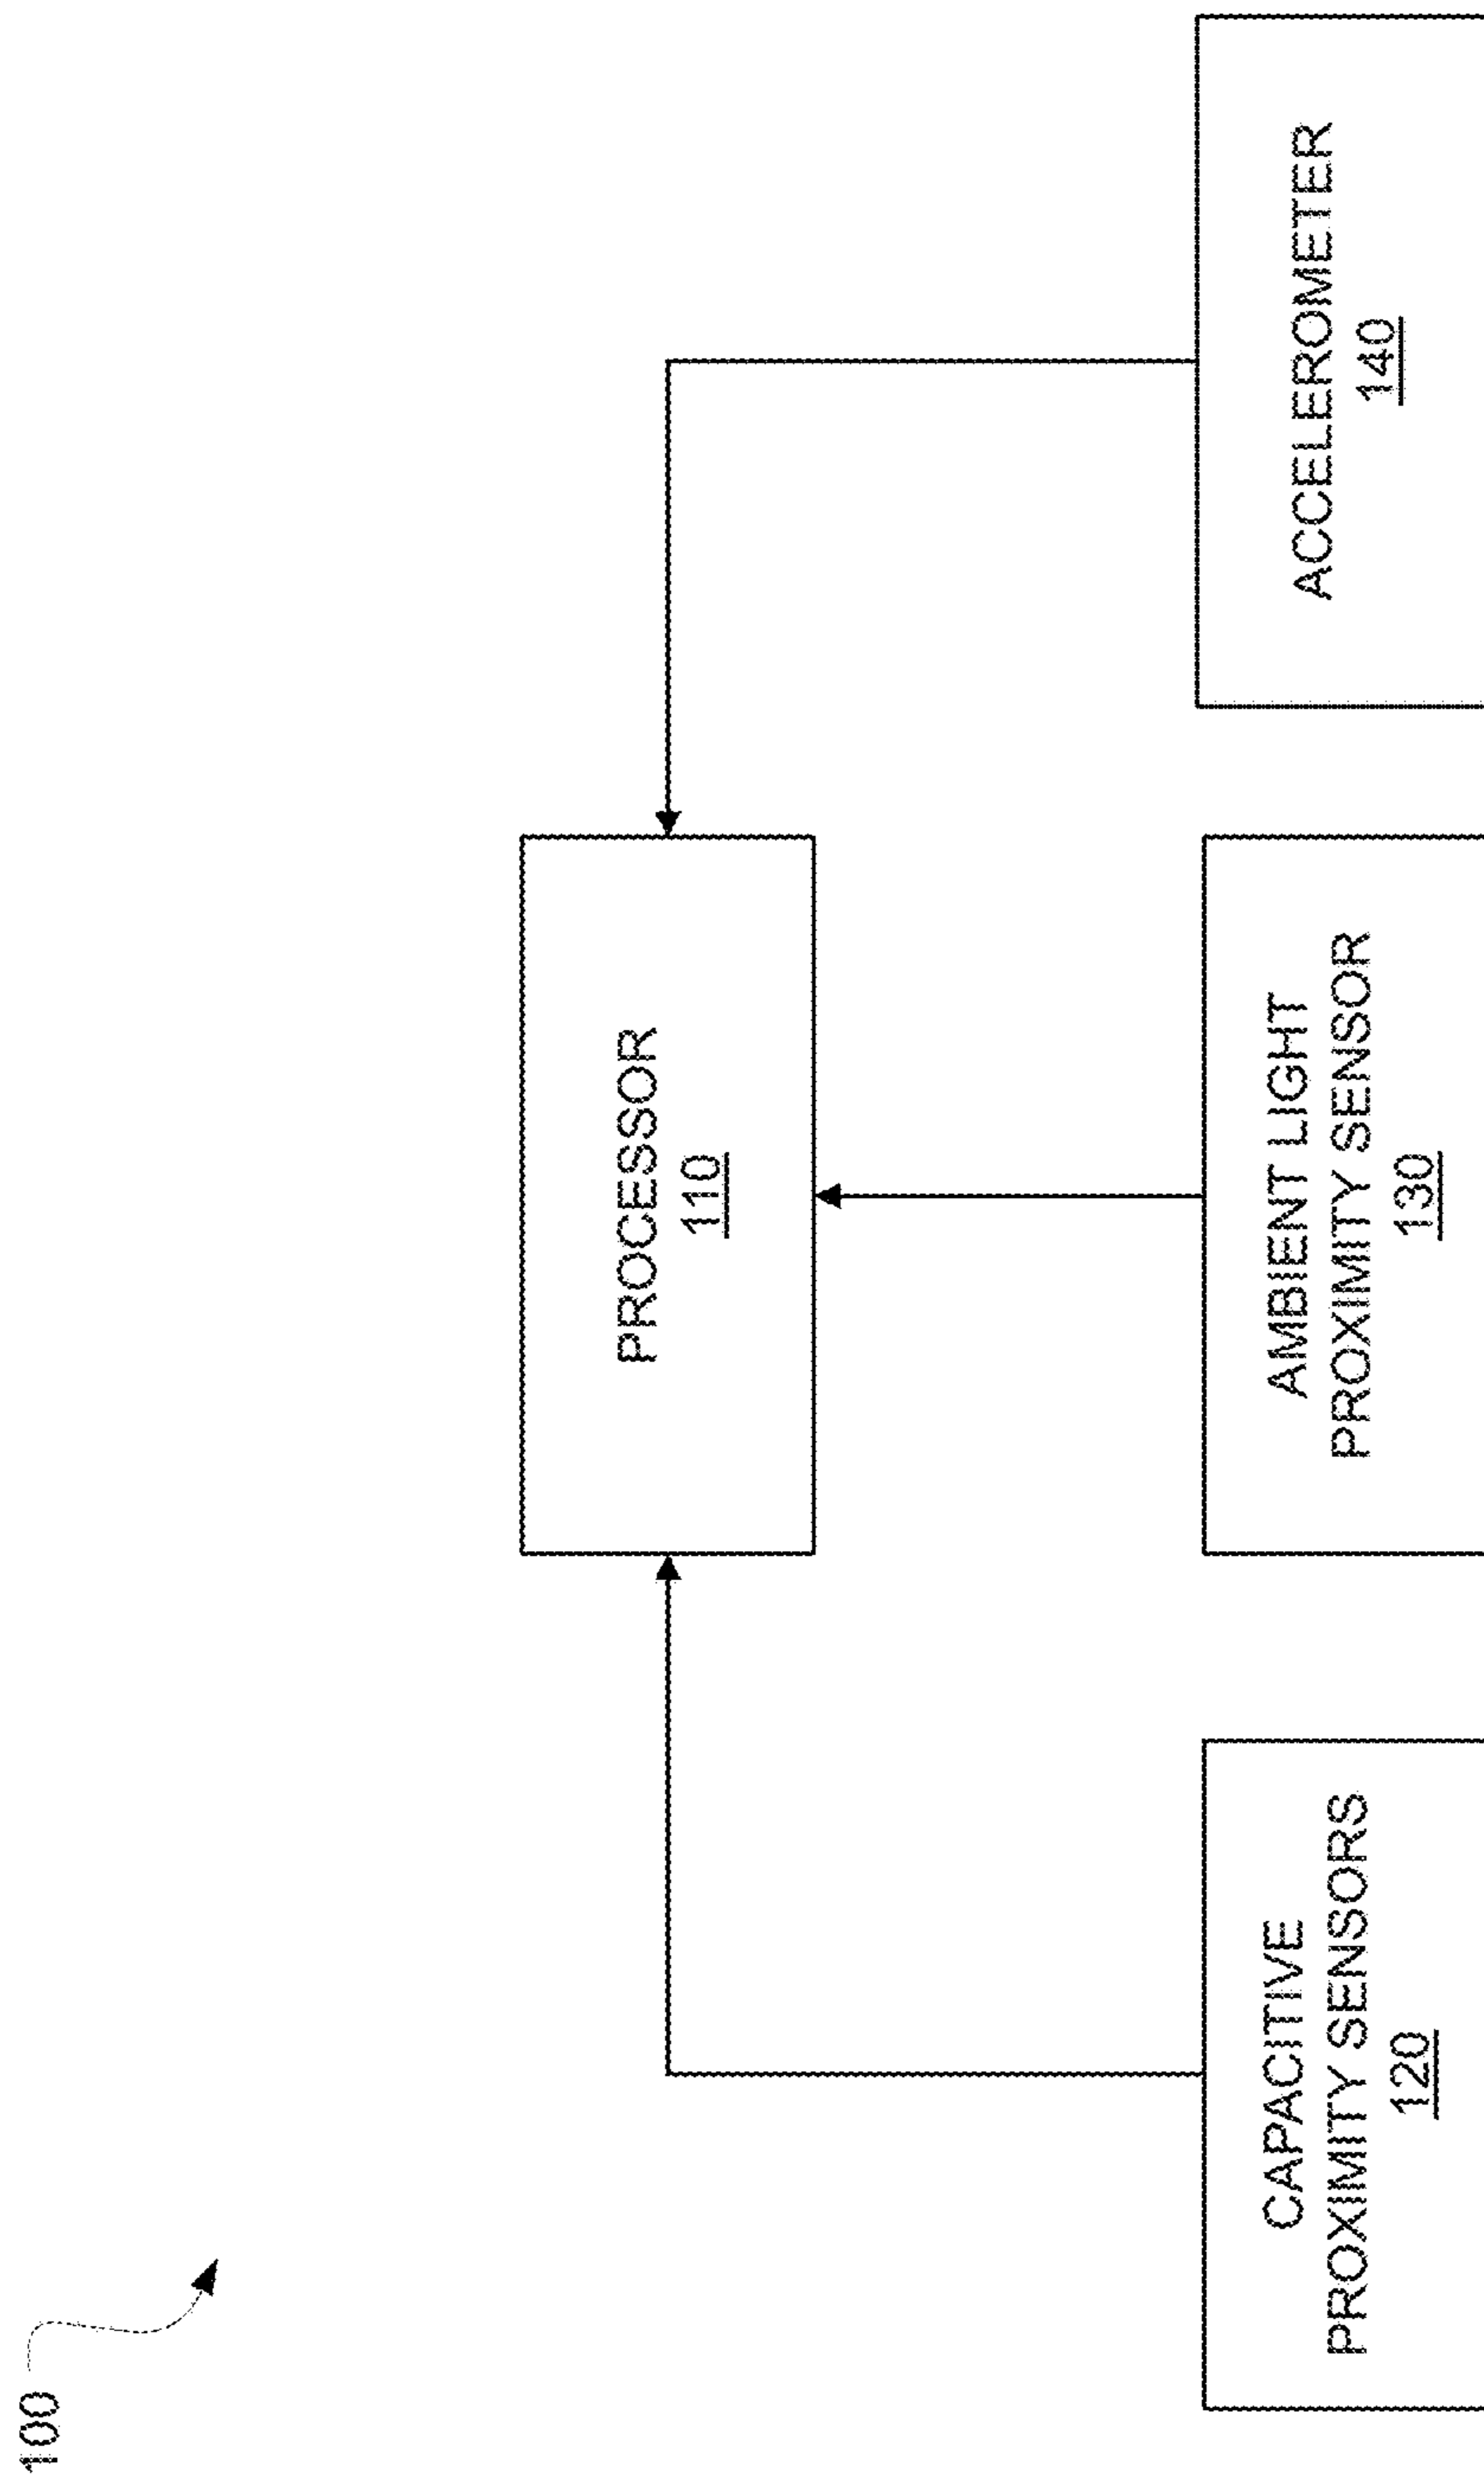 100
PROCESSOR
110
CAPACITIVE
PROXIMITY SENSORS
120
AMBIENT LIGHT
PROXIMITY SENSOR
130
ACCELEROMETER
140